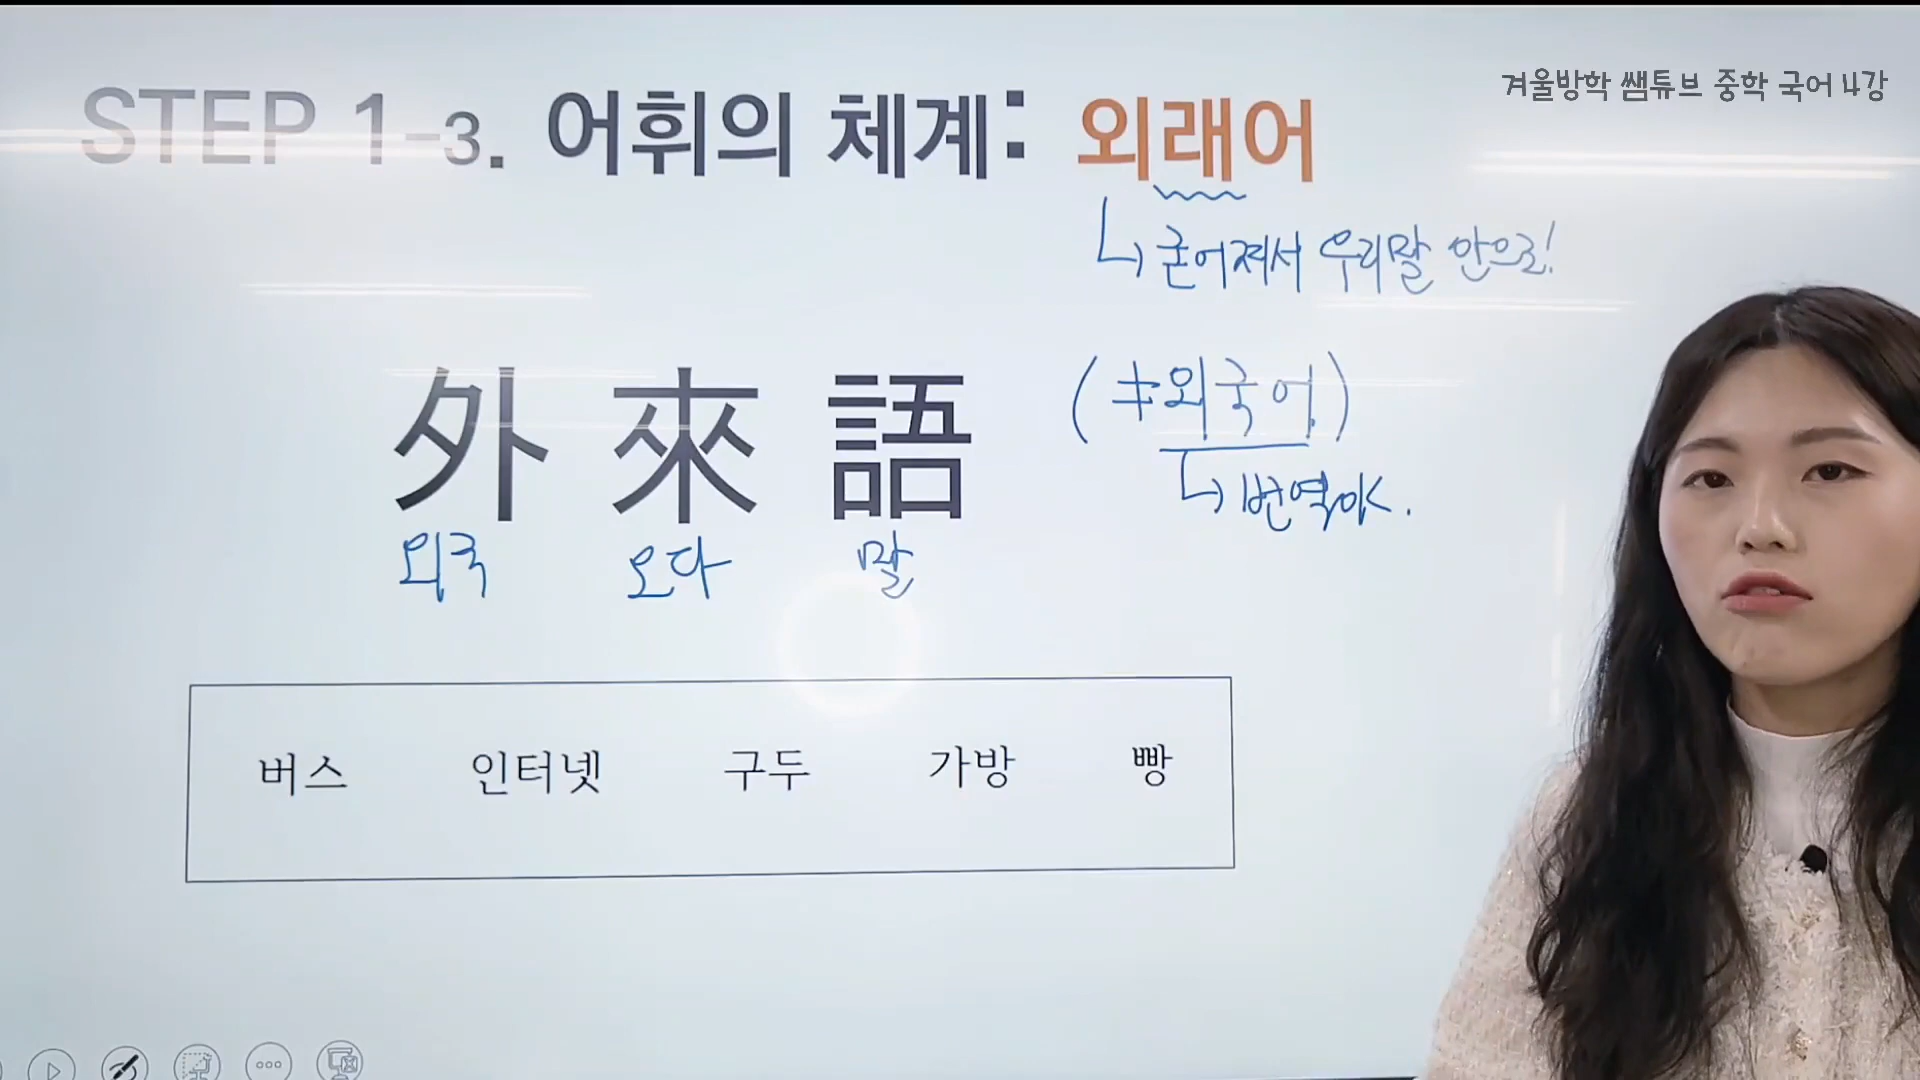 겨울방학 쌤튜브 중학 국어 4강
STEP 1-3. 어휘의 체계: 외래어
↳ 굳어져서 우리말 안으로!
外 來 語
(≠외국어)
↳ 번역아<.
외국 오다 말
버스 인터넷 구두 가방 빵